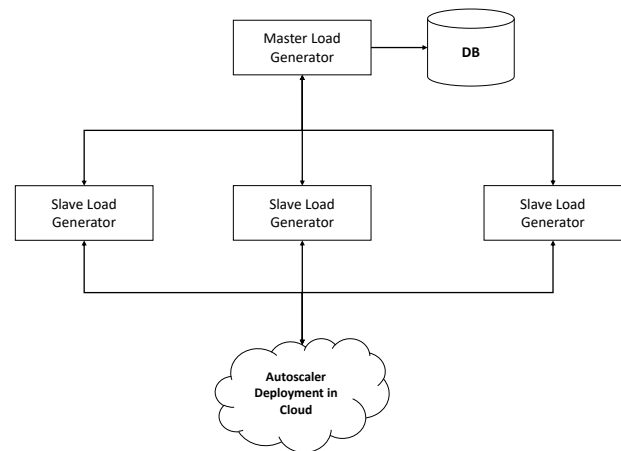 Master Load
Generator
DB
Slave Load
Generator
Slave Load
Generator
Slave Load
Generator
Autoscaler
Deployment in
Cloud